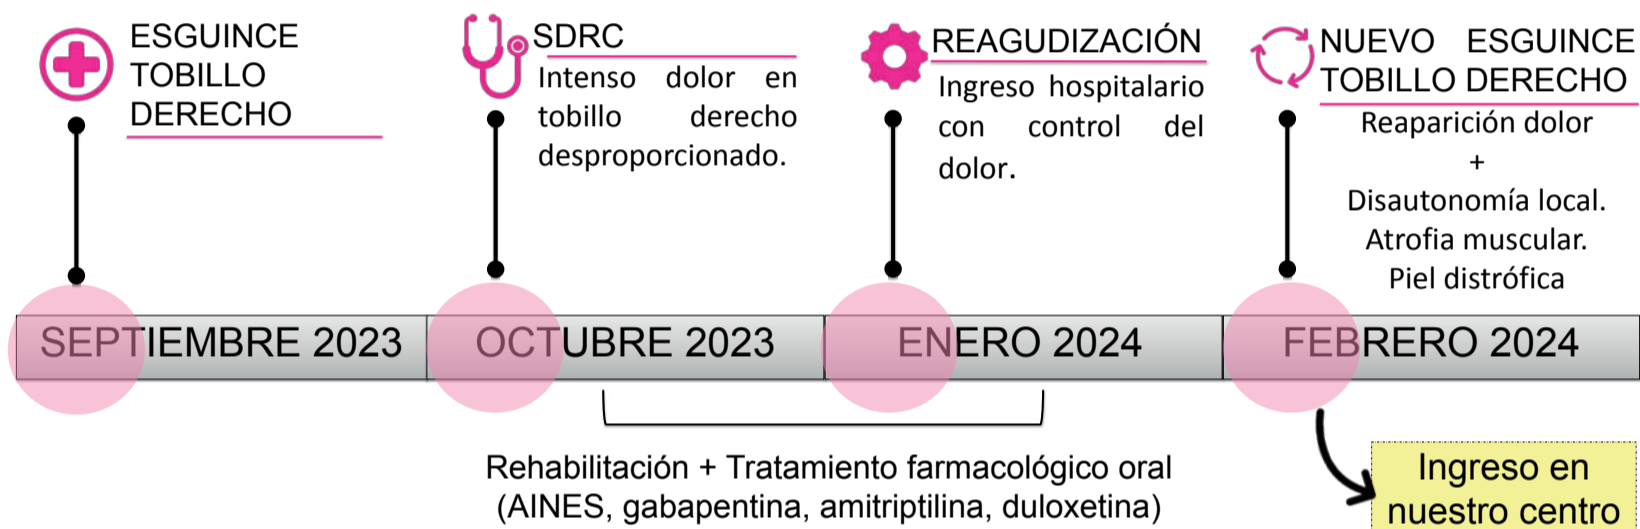 ESGUINCE
TOBILLO
DERECHO
SDRC
Intenso dolor en
tobillo derecho
desproporcionado.
REAGUDIZACIÓN
Ingreso hospitalario
con control del
dolor.
NUEVO ESGUINCE
TOBILLO DERECHO
Reaparición dolor
+
Disautonomía local.
Atrofia muscular.
Piel distrófica
SEPTIEMBRE 2023
OCTUBRE 2023
ENERO 2024
FEBRERO 2024
Rehabilitación + Tratamiento farmacológico oral
(AINES, gabapentina, amitriptilina, duloxetina)
Ingreso en
nuestro centro